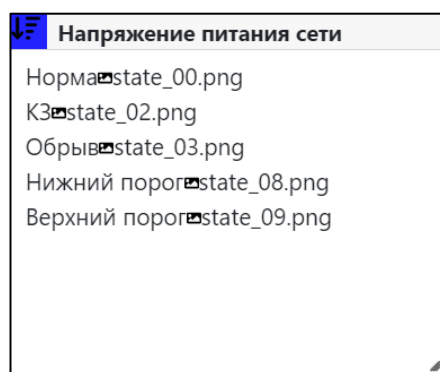 Напряжение питания сети
Нормаstate_00.png
КЗstate_02.png
Обрывstate_03.png
Нижний порогstate_08.png
Верхний порогstate_09.png